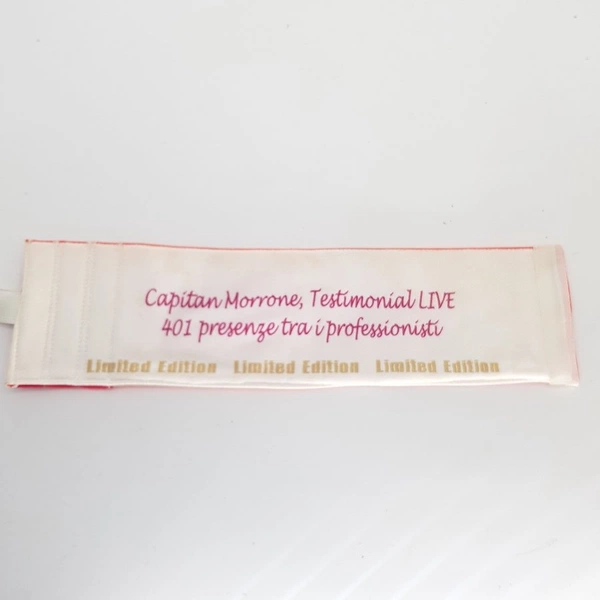 Capitan Morrone, Testimonial LIVE
401 presenze tra i professionisti
Limited Edition Limited Edition Limited Edition